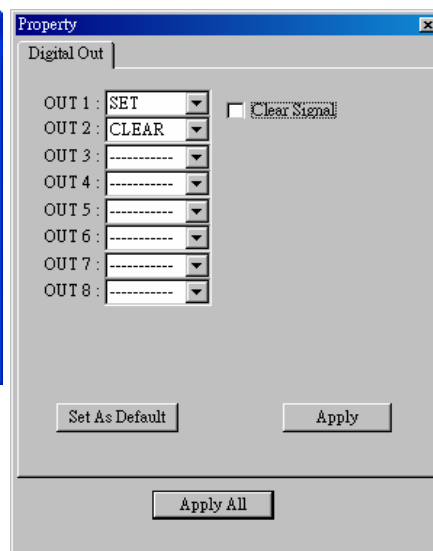 Property
Digital Out
OUT 1 : SET
Clear Signal
OUT 2 : CLEAR
OUT 3 : -----------
OUT 4 : -----------
OUT 5 : -----------
OUT 6 : -----------
OUT 7 : -----------
OUT 8 : -----------
Set As Default
Apply
Apply All